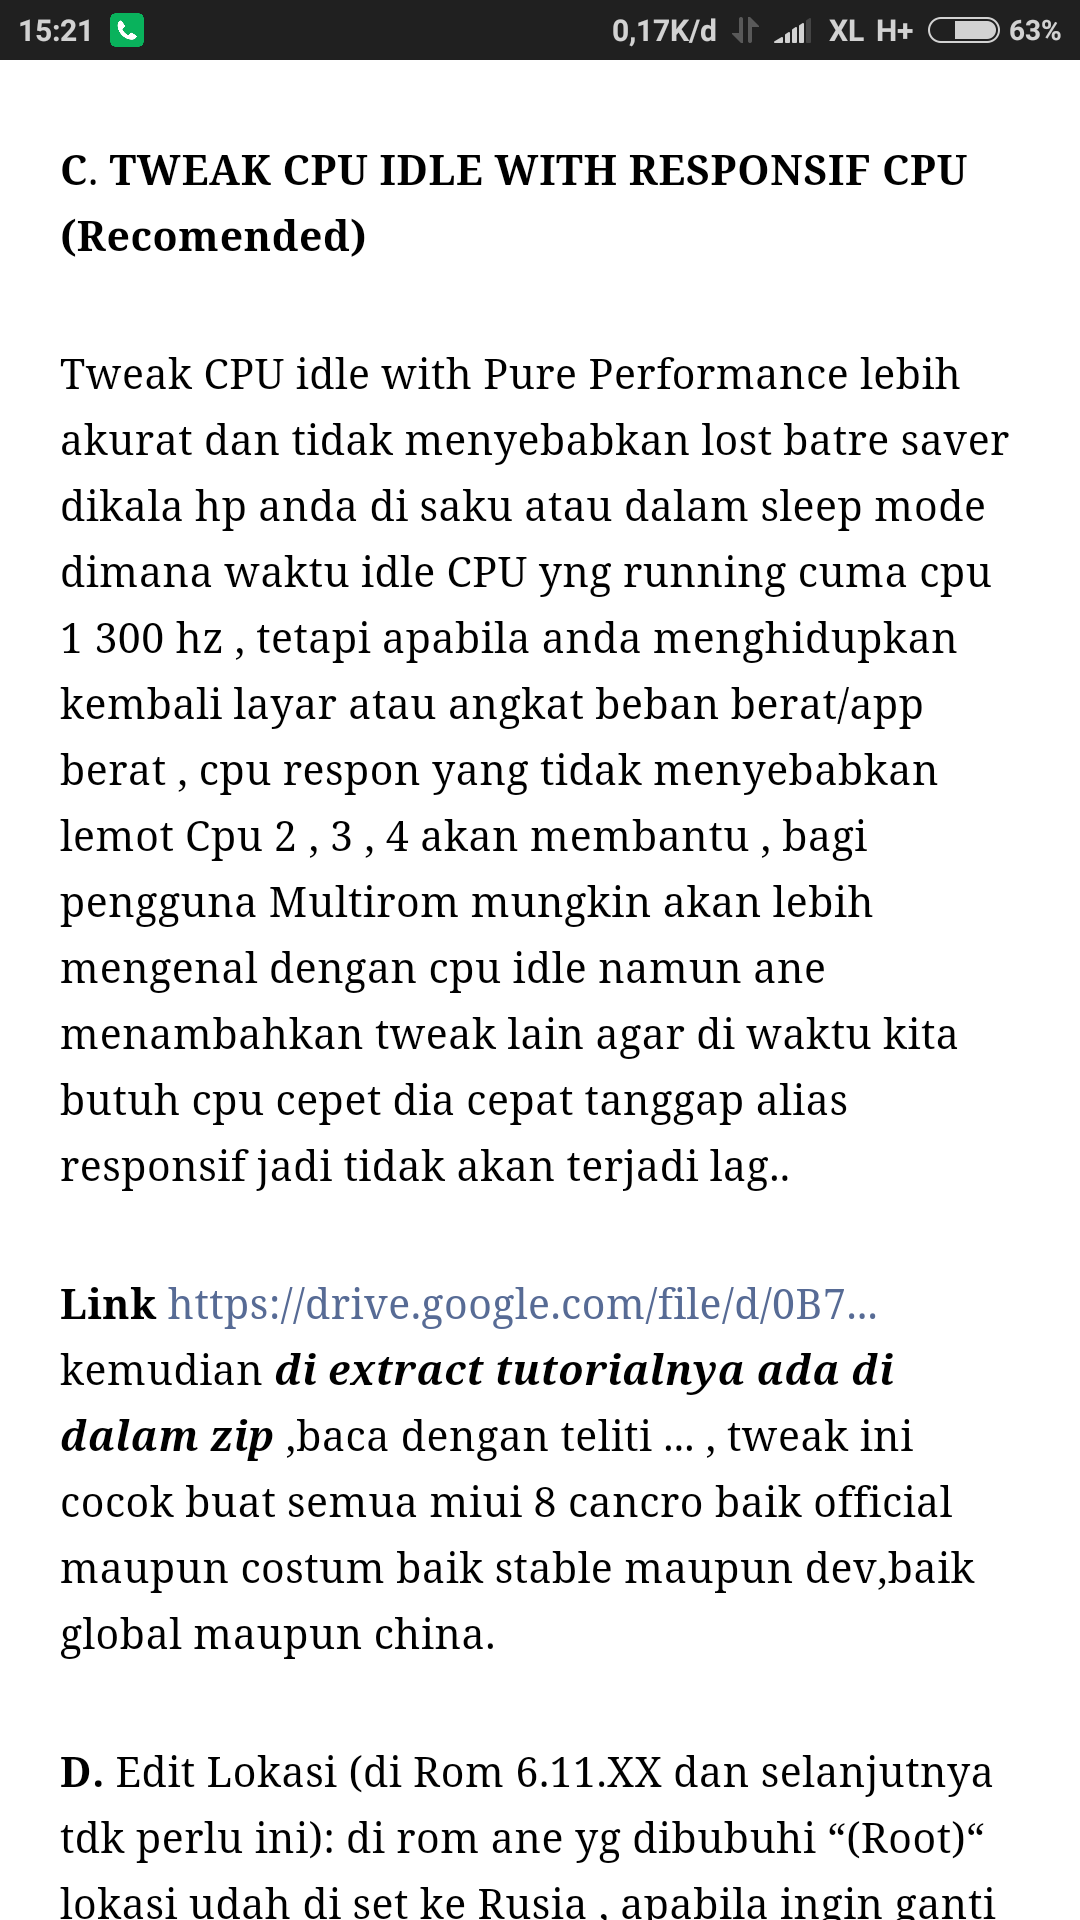 15:21 0,17K/d XL H+ 63%
C. TWEAK CPU IDLE WITH RESPONSIF CPU
(Recomended)
Tweak CPU idle with Pure Performance lebih
akurat dan tidak menyebabkan lost batre saver
dikala hp anda di saku atau dalam sleep mode
dimana waktu idle CPU yng running cuma cpu
1 300 hz , tetapi apabila anda menghidupkan
kembali layar atau angkat beban berat/app
berat , cpu respon yang tidak menyebabkan
lemot Cpu 2 , 3 , 4 akan membantu , bagi
pengguna Multirom mungkin akan lebih
mengenal dengan cpu idle namun ane
menambahkan tweak lain agar di waktu kita
butuh cpu cepet dia cepat tanggap alias
responsif jadi tidak akan terjadi lag..
Link https://drive.google.com/file/d/0B7...
kemudian di extract tutorialnya ada di
dalam zip ,baca dengan teliti ... , tweak ini
cocok buat semua miui 8 cancro baik official
maupun costum baik stable maupun dev,baik
global maupun china.
D. Edit Lokasi (di Rom 6.11.XX dan selanjutnya
tdk perlu ini): di rom ane yg dibubuhi “(Root)“
lokasi udah di set ke Rusia , apabila ingin ganti